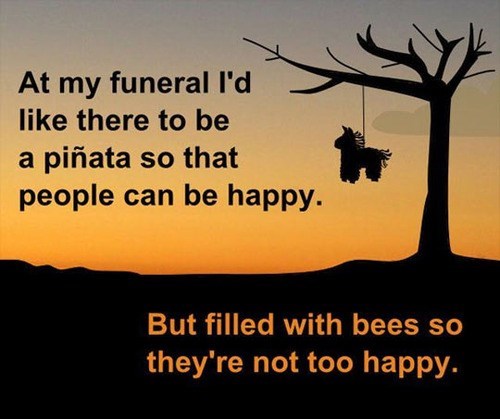 At my funeral I'd
like there to be
a piñata so that
people can be happy.
But filled with bees so
they're not too happy.